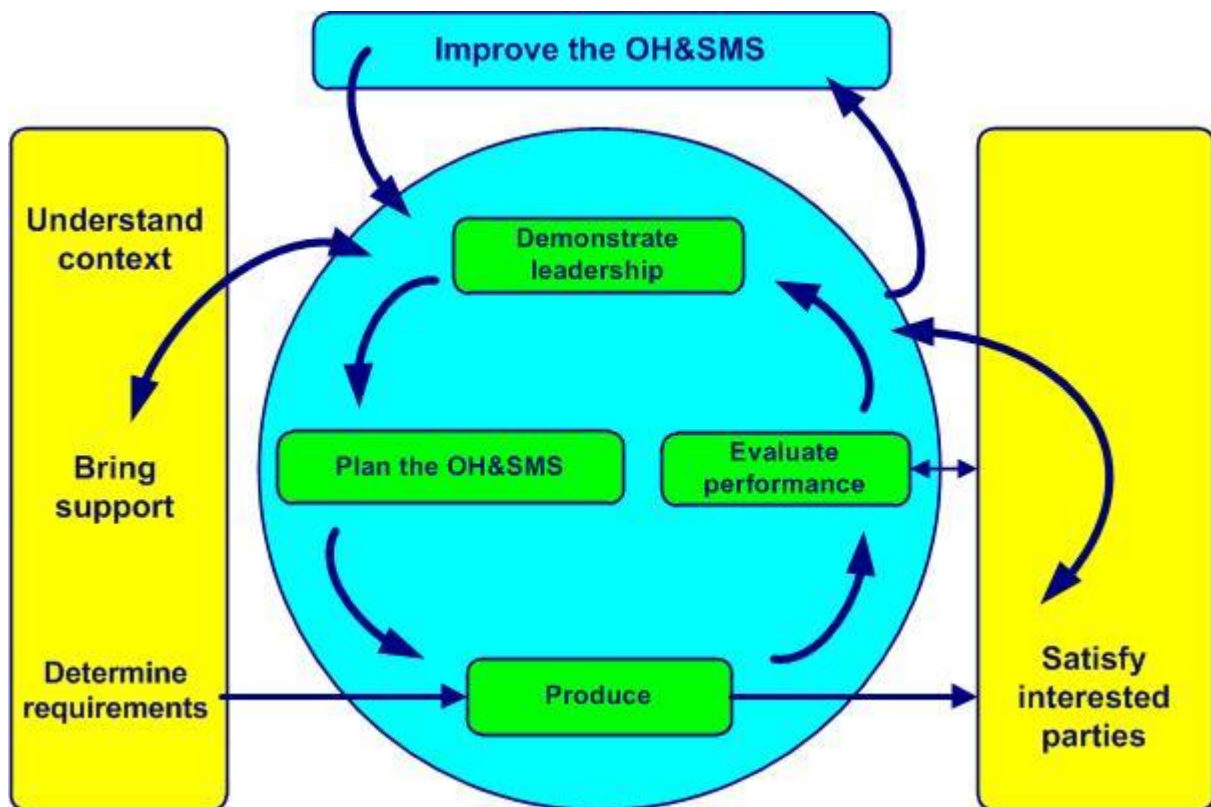 Improve the OH&SMS
Understand
context
Bring
support
Determine
requirements
Demonstrate
leadership
Plan the OH&SMS
Evaluate
performance
Produce
Satisfy
interested
parties